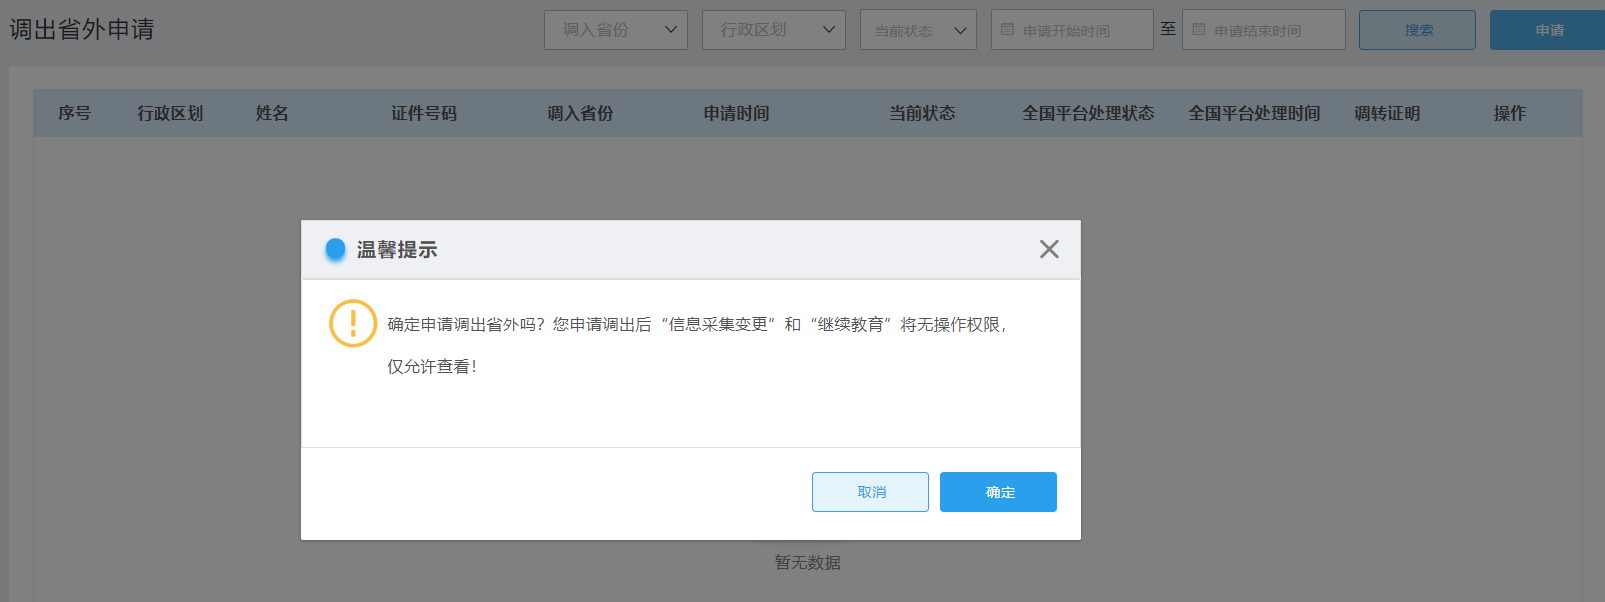 调出省外申请
调入省份
行政区划
当前状态
申请开始时间
至
申请结束时间
搜索
申请
序号 行政区划 姓名 证件号码 调入省份 申请时间 当前状态 全国平台处理状态 全国平台处理时间 调转证明 操作
温馨提示
确定申请调出省外吗？您申请调出后“信息采集变更”和“继续教育”将无操作权限，
仅允许查看！
取消
确定
暂无数据